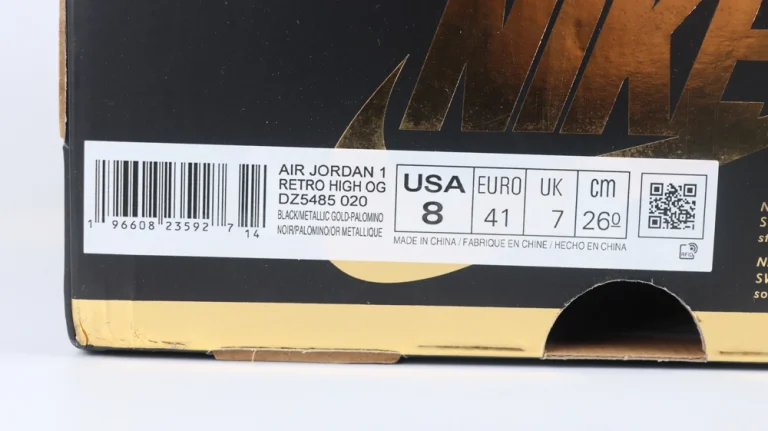 NIKE
AIR JORDAN 1
RETRO HIGH OG
DZ5485 020
BLACK/METALLIC GOLD-PALOMINO
NOIR/PALOMINO/OR METALLIQUE
1 96608 23592 7 14
USA EURO UK cm
8 41 7 26º
MADE IN CHINA / FABRIQUE EN CHINE / HECHO EN CHINA
RFID